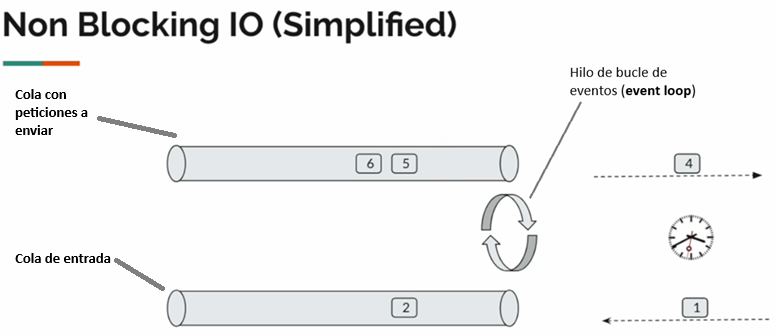 Non Blocking IO (Simplified)
Hilo de bucle de
eventos (event loop)
Cola con
peticiones a
enviar
6 5
4
Cola de entrada
2
1